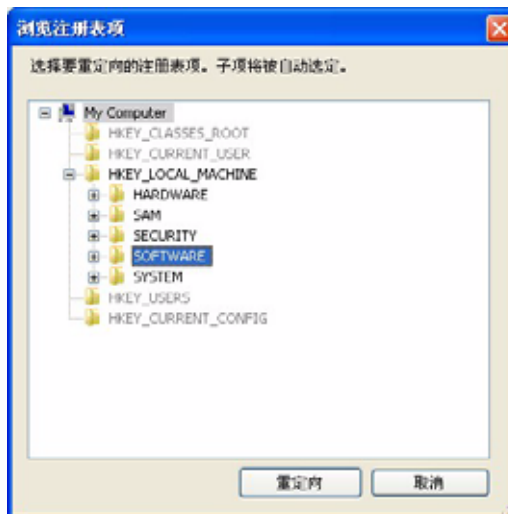 浏览注册表项
选择要重定向的注册表项。子项将被自动选定。
My Computer
HKEY_CLASSES_ROOT
HKEY_CURRENT_USER
HKEY_LOCAL_MACHINE
HARDWARE
SAM
SECURITY
SOFTWARE
SYSTEM
HKEY_USERS
HKEY_CURRENT_CONFIG
重定向
取消